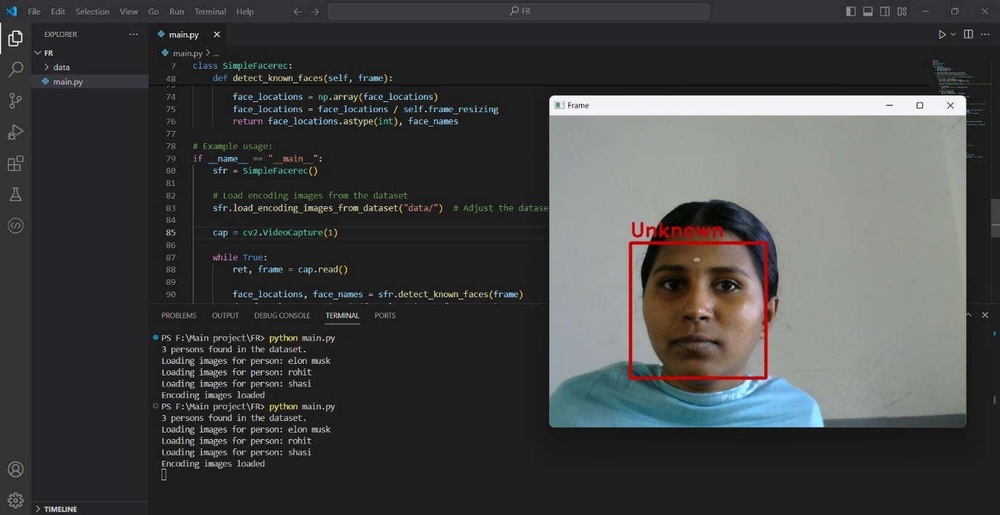 File Edit Selection View Go Run Terminal Help
FR
EXPLORER
FR
data
main.py
TIMELINE
main.py
main.py > ...
7 class SimpleFacerec:
48 def detect_known_faces(self, frame):
74 face_locations = np.array(face_locations)
75 face_locations = face_locations / self.frame_resizing
76 return face_locations.astype(int), face_names
77
78 # Example usage:
79 if __name__ == "__main__":
80 sfr = SimpleFacerec()
81
82 # Load encoding images from the dataset
83 sfr.load_encoding_images_from_dataset("data/") # Adjust the datase
84
85 cap = cv2.VideoCapture(1)
86
87 while True:
88 ret, frame = cap.read()
89
90 face_locations, face_names = sfr.detect_known_faces(frame)
PROBLEMS OUTPUT DEBUG CONSOLE TERMINAL PORTS
PS F:\Main project\FR> python main.py
3 persons found in the dataset.
Loading images for person: elon musk
Loading images for person: rohit
Loading images for person: shasi
Encoding images loaded
PS F:\Main project\FR> python main.py
3 persons found in the dataset.
Loading images for person: elon musk
Loading images for person: rohit
Loading images for person: shasi
Encoding images loaded
Frame
Unknown